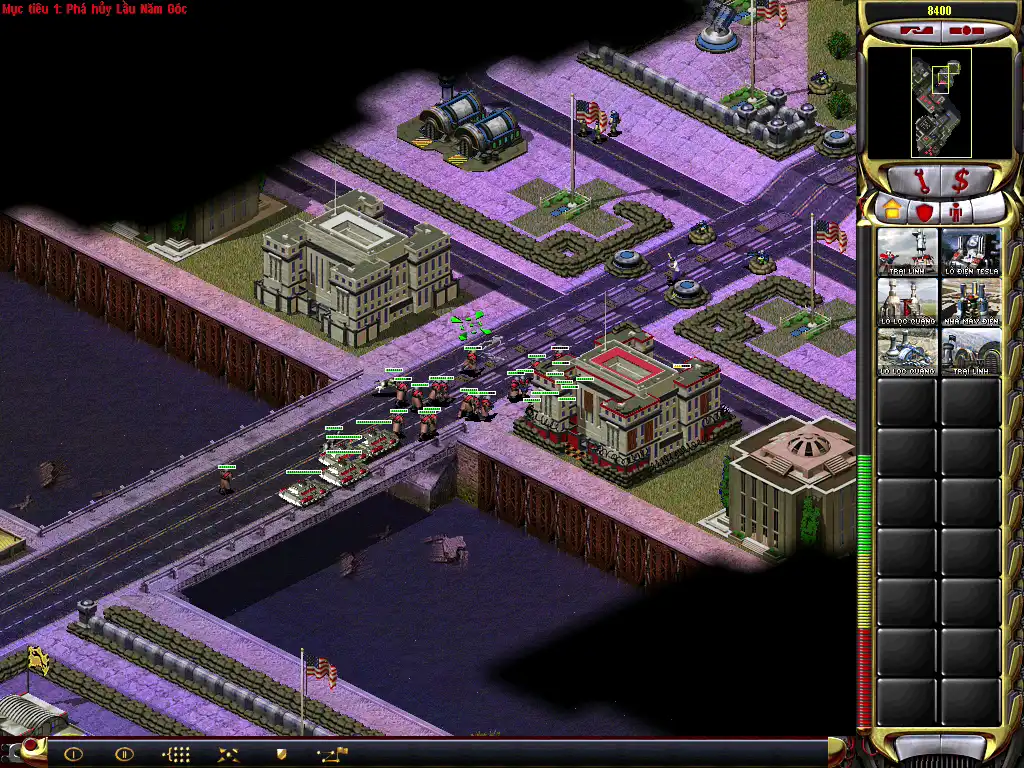 Mục tiêu 1: Phá hủy Lầu Năm Góc
8400
TRẠI LÍNH
LÒ ĐIỆN TESLA
LÒ LỌC QUẶNG
NHÀ MÁY ĐIỆN
LÒ LỌC QUẶNG
TRẠI LÍNH